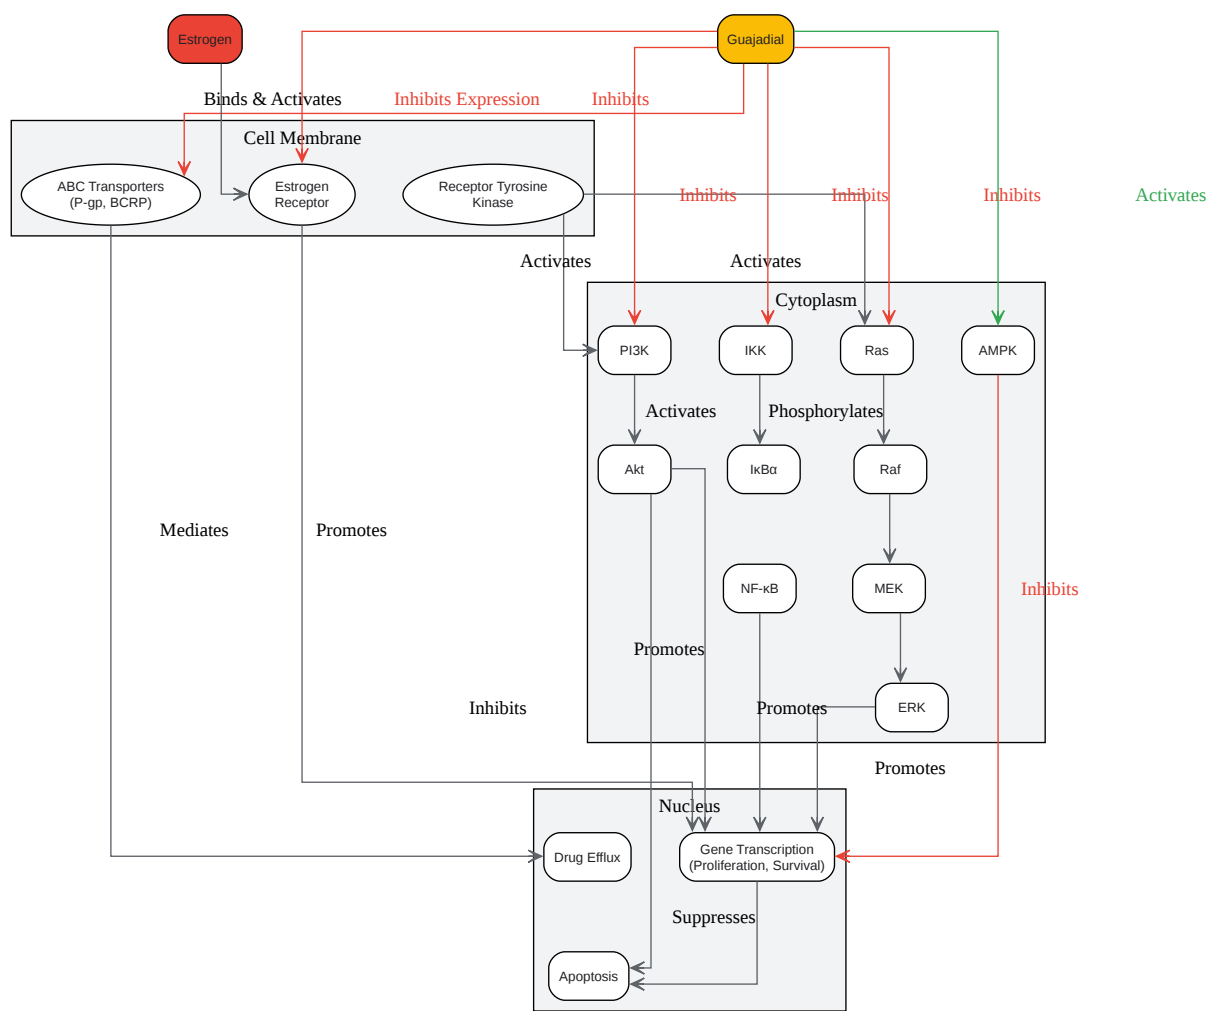 Estrogen
Guajadial
Binds & Activates
Inhibits Expression
Inhibits
Cell Membrane
ABC Transporters
(P-gp, BCRP)
Estrogen
Receptor
Receptor Tyrosine
Kinase
Inhibits
Inhibits
Inhibits
Activates
Activates
Activates
Cytoplasm
PI3K
IKK
Ras
AMPK
Activates
Phosphorylates
Akt
IκBα
Raf
Mediates
Promotes
NF-κB
MEK
Inhibits
Promotes
Inhibits
Promotes
ERK
Promotes
Nucleus
Drug Efflux
Gene Transcription
(Proliferation, Survival)
Suppresses
Apoptosis